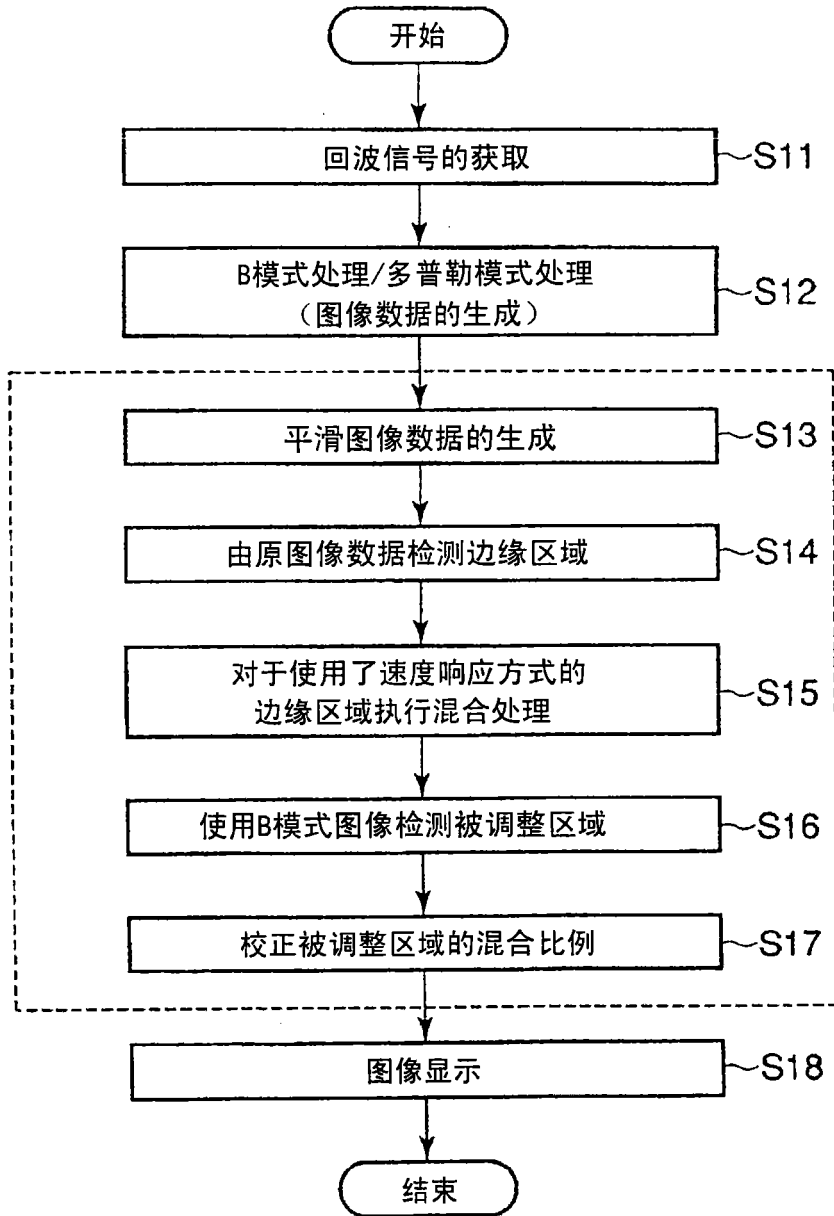 开始
回波信号的获取
S11
B模式处理/多普勒模式处理
（图像数据的生成）
S12
平滑图像数据的生成
S13
由原图像数据检测边缘区域
S14
对于使用了速度响应方式的
边缘区域执行混合处理
S15
使用B模式图像检测被调整区域
S16
校正被调整区域的混合比例
S17
图像显示
S18
结束